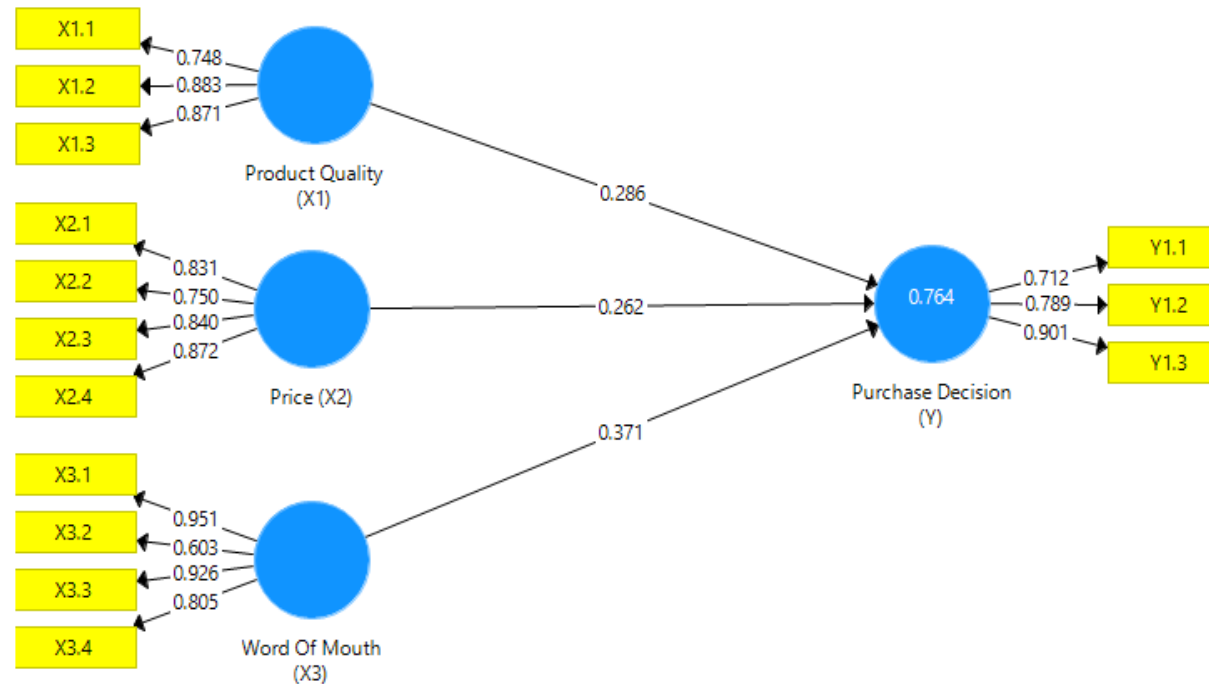 X1.1
0.748
X1.2
0.883
0.871
X1.3
Product Quality
(X1)
0.286
X2.1
0.831
X2.2
0.750
X2.3
0.840
0.872
X2.4
Price (X2)
0.262
0.764
Purchase Decision
(Y)
Y1.1
0.712
0.789
Y1.2
0.901
Y1.3
0.371
X3.1
0.951
X3.2
0.603
X3.3
0.926
0.805
X3.4
Word Of Mouth
(X3)